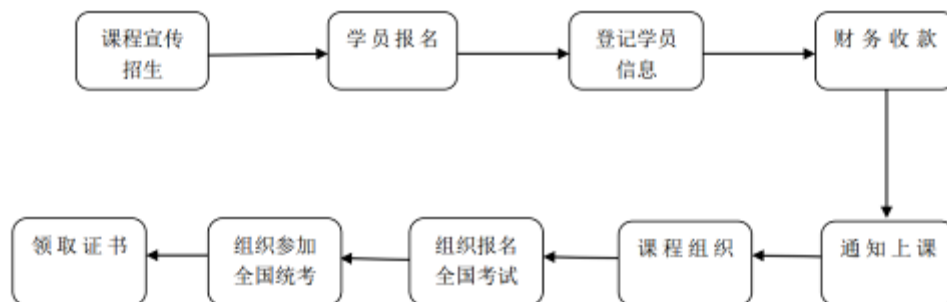 课程宣传
招生
学员报名
登记学员
信息
财务收款
领取证书
组织参加
全国统考
组织报名
全国考试
课程组织
通知上课